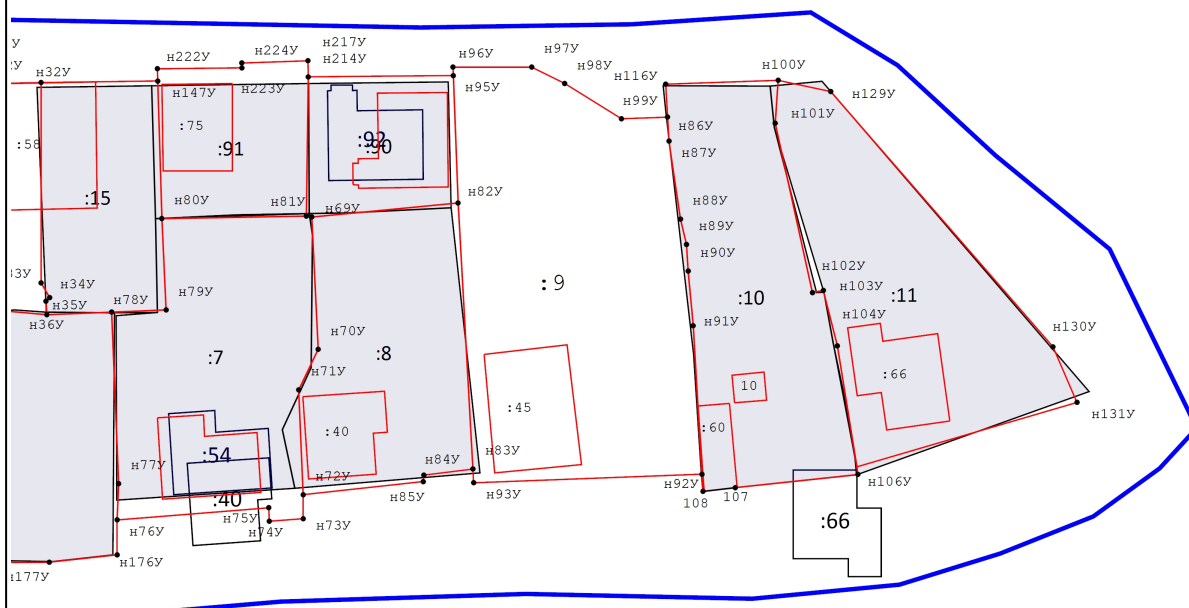 н217У
н224У
н222У
н214У
н32У
н147У
н223У
н96У
н97У
н98У
н95У
н99У
н116У
н100У
н129У
н101У
н86У
н87У
:75
:91
:92
:90
:58
:15
н80У
н81У
н69У
н82У
н88У
н89У
н90У
н34У
н35У
н36У
н78У
н79У
:9
:10
н102У
н103У
:11
н104У
н91У
н70У
:7
:8
н71У
н130У
:66
10
:45
:40
:60
н131У
:54
н77У
н72У
н84У
н83У
н85У
н93У
н92У
108
107
н106У
:40
н75У
н74У
н73У
н76У
:66
н176У
н177У